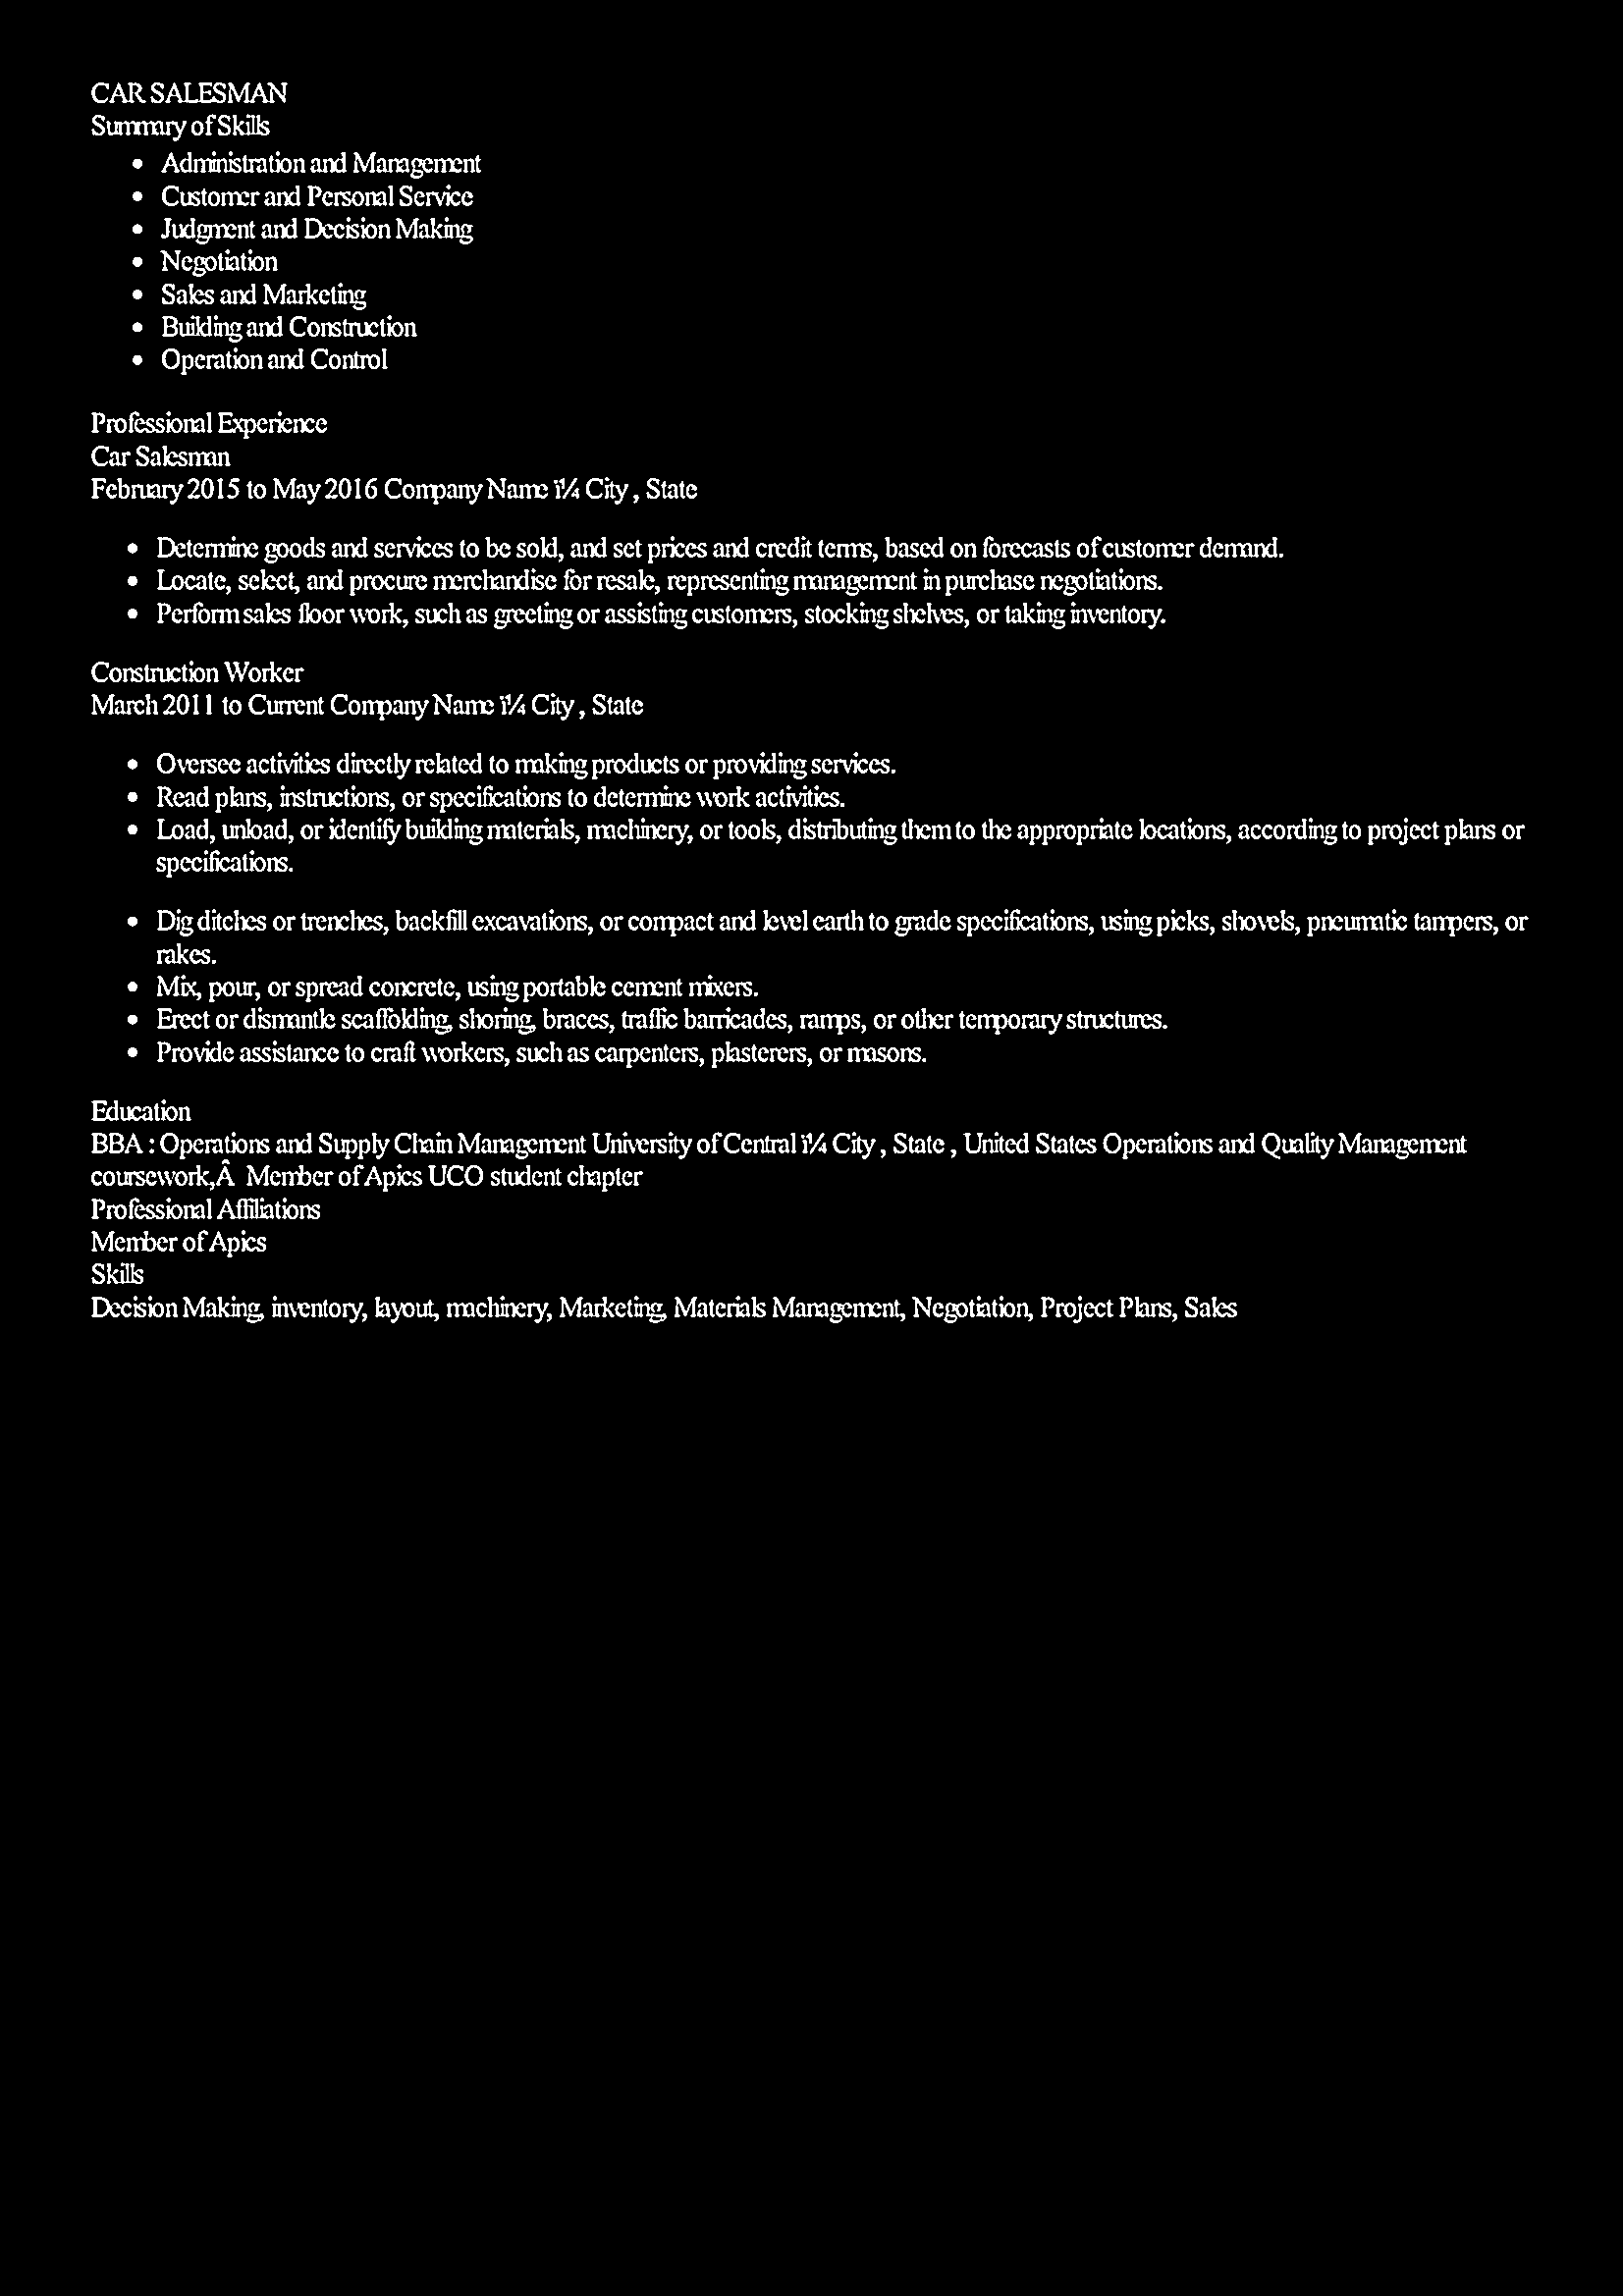 CAR SALESMAN
Summary of Skills
• Administration and Management
• Customer and Personal Service
• Judgment and Decision Making
• Negotiation
• Sales and Marketing
• Building and Construction
• Operation and Control
Professional Experience
Car Salesman
February 2015 to May 2016 Company Name ï¼ City , State
• Determine goods and services to be sold, and set prices and credit terms, based on forecasts of customer demand.
• Locate, select, and procure merchandise for resale, representing management in purchase negotiations.
• Perform sales floor work, such as greeting or assisting customers, stocking shelves, or taking inventory.
Construction Worker
March 2011 to Current Company Name ï¼ City , State
• Oversee activities directly related to making products or providing services.
• Read plans, instructions, or specifications to determine work activities.
• Load, unload, or identify building materials, machinery, or tools, distributing them to the appropriate locations, according to project plans or
specifications.
• Dig ditches or trenches, backfill excavations, or compact and level earth to grade specifications, using picks, shovels, pneumatic tampers, or
rakes.
• Mix, pour, or spread concrete, using portable cement mixers.
• Erect or dismantle scaffolding, shoring, braces, traffic barricades, ramps, or other temporary structures.
• Provide assistance to craft workers, such as carpenters, plasterers, or masons.
Education
BBA : Operations and Supply Chain Management University of Central ï¼ City , State , United States Operations and Quality Management
coursework,Â Member of Apics UCO student chapter
Professional Affiliations
Member of Apics
Skills
Decision Making, inventory, layout, machinery, Marketing, Materials Management, Negotiation, Project Plans, Sales